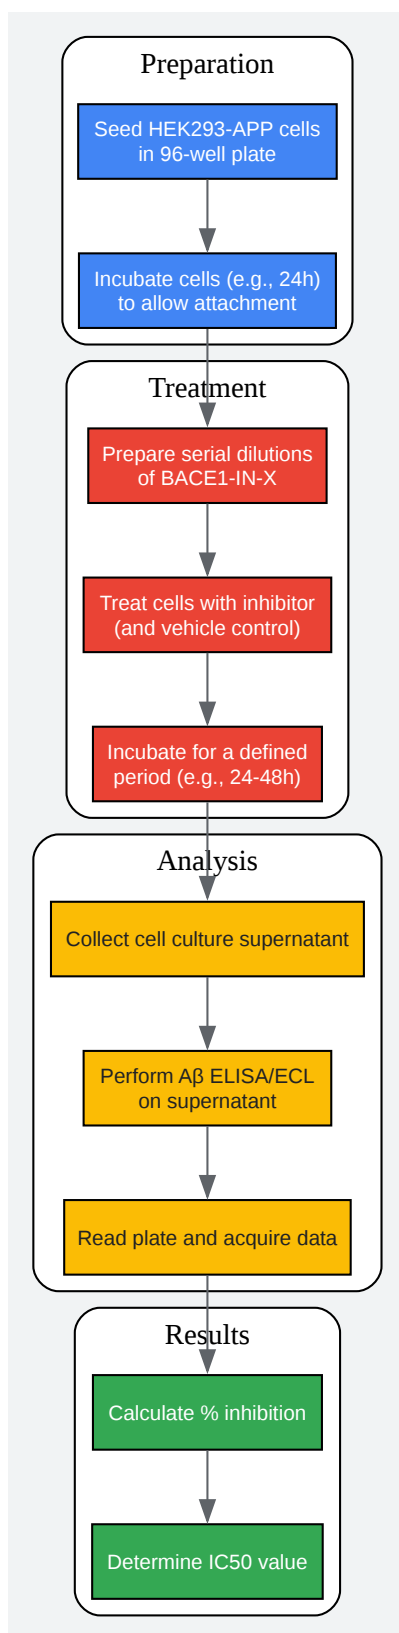 Preparation
Seed HEK293-APP cells
in 96-well plate
Incubate cells (e.g., 24h)
to allow attachment
Treatment
Prepare serial dilutions
of BACE1-IN-X
Treat cells with inhibitor
(and vehicle control)
Incubate for a defined
period (e.g., 24-48h)
Analysis
Collect cell culture supernatant
Perform Aβ ELISA/ECL
on supernatant
Read plate and acquire data
Results
Calculate % inhibition
Determine IC50 value